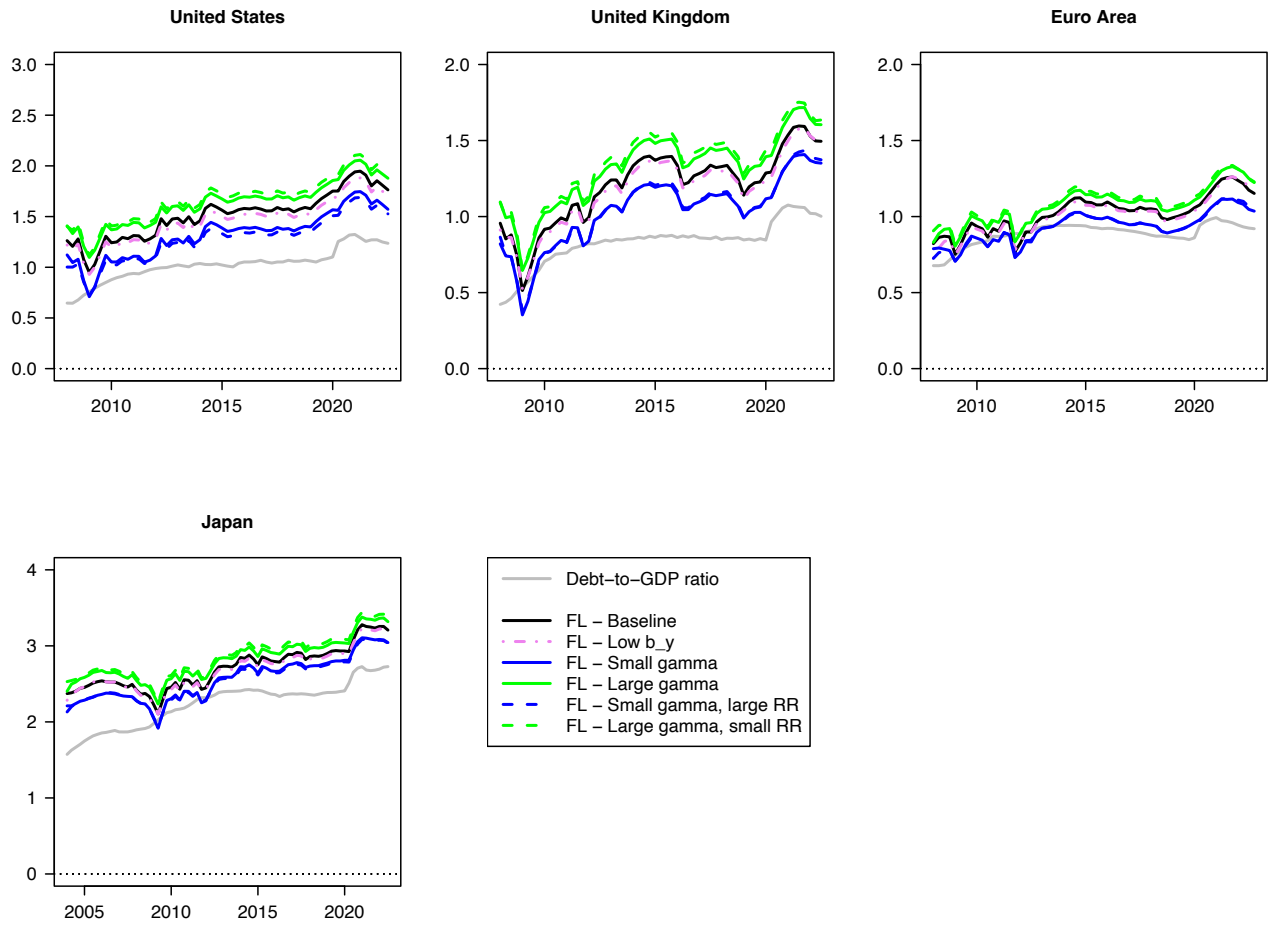 United States
3.0
2.5
2.0
1.5
1.0
0.5
0.0
2010 2015 2020
United Kingdom
2.0
1.5
1.0
0.5
0.0
2010 2015 2020
Euro Area
2.0
1.5
1.0
0.5
0.0
2010 2015 2020
Japan
4
3
2
1
0
2005 2010 2015 2020
Debt−to−GDP ratio
FL − Baseline
FL − Low b_y
FL − Small gamma
FL − Large gamma
FL − Small gamma, large RR
FL − Large gamma, small RR